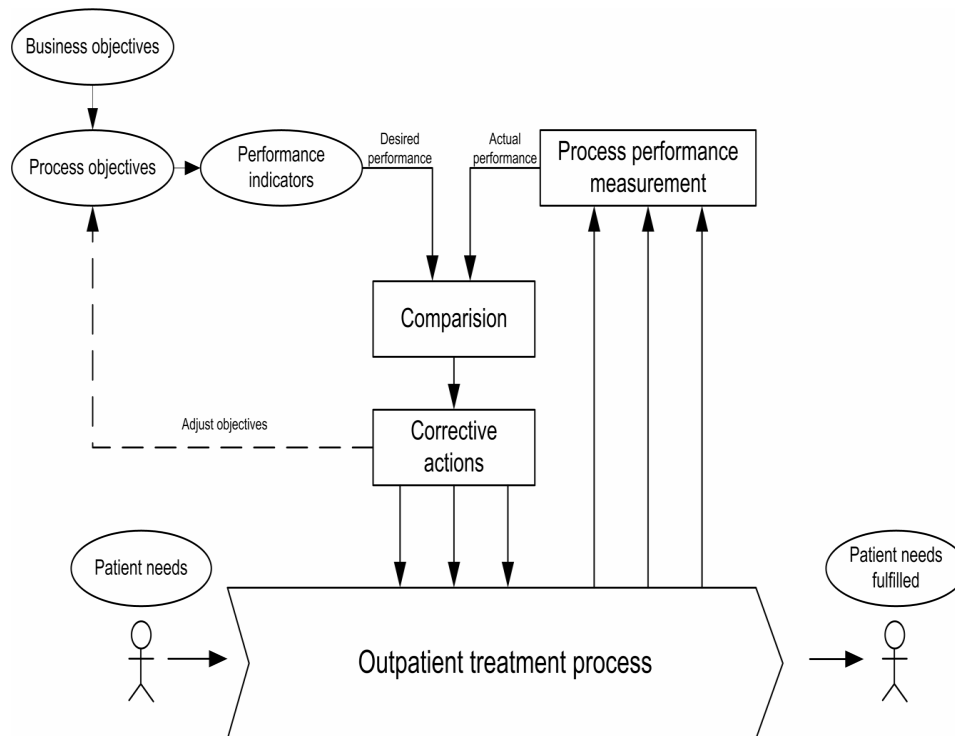 Business objectives
Process objectives
Performance
indicators
Desired
performance
Actual
performance
Process performance
measurement
Comparision
Adjust objectives
Corrective
actions
Patient needs
Patient needs
fulfilled
Outpatient treatment process